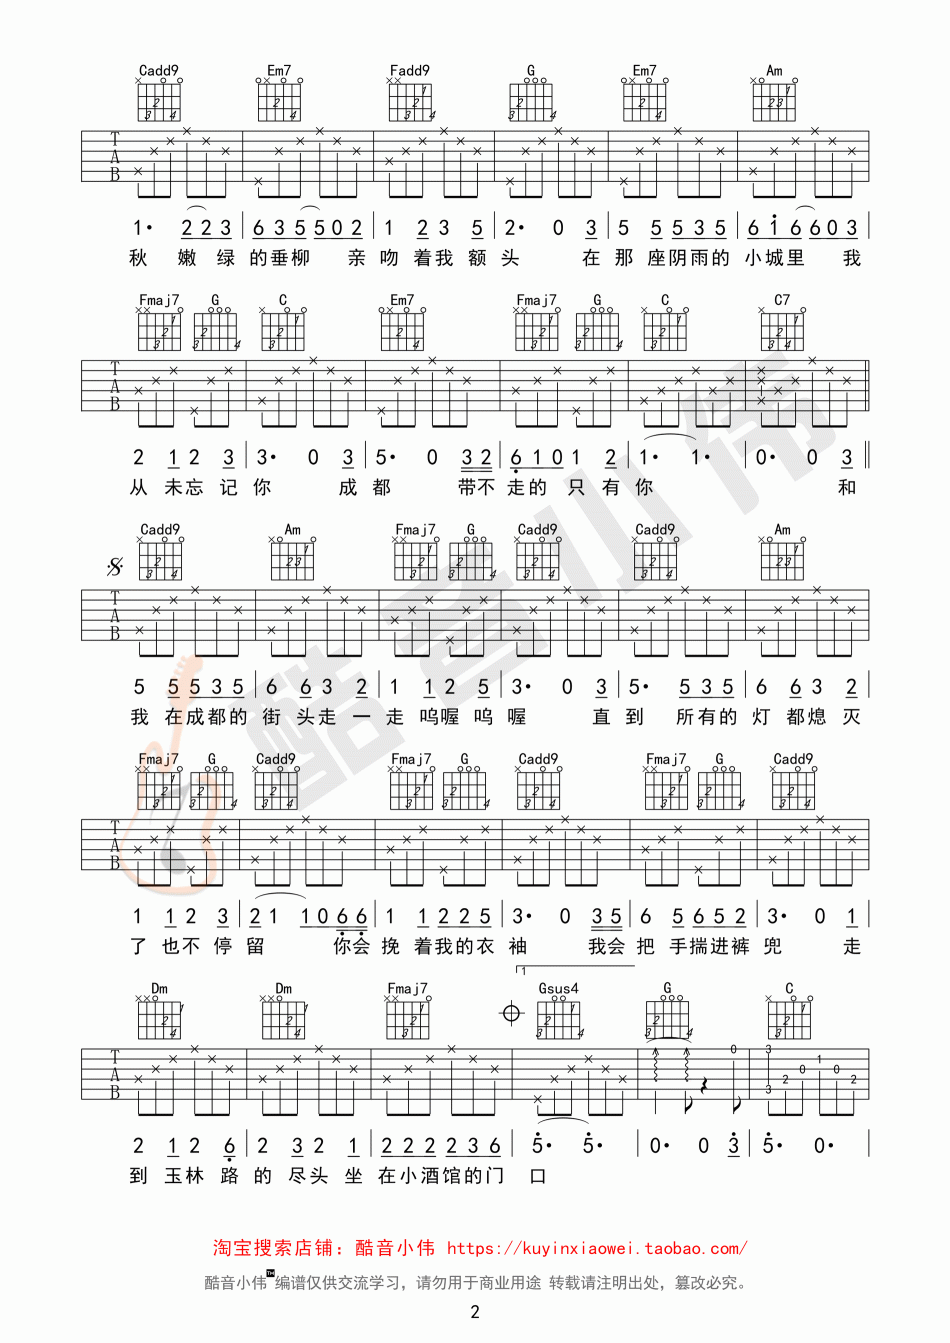 Cadd9 Em7 Fadd9 G Em7 Am
T A B
1· 2 2 3 | 6 3 5 5 0 2 | 1 2 3 5 | 2· 0 3 | 5 5 5 3 5 | 6 1 6 6 0 3 |
秋 嫩 绿 的垂柳 亲 吻 着我 额 头 在 那 座阴雨的 小城里 我
Fmaj7 G C Em7 Fmaj7 G C C7
T A B
2 1 2 3 | 3· 0 3 | 5· 0 3 2 | 6 1 0 1 2 | 1· 1· | 0· 0 3 ‖
从 未忘 记 你 成 都 带不 走的 只 有 你 和
Cadd9 Am Fmaj7 G Cadd9 Cadd9 Am
T A B
5 5 5 3 5 | 6 6 3 2 | 1 1 2 5 | 3· 0 3 | 5· 5 3 5 | 6 6 3 2 |
我 在成都的 街 头走 一 走 呜喔 呜 喔 直 到 所有的 灯 都熄 灭
Fmaj7 G Cadd9 Fmaj7 G Cadd9 Fmaj7 G Cadd9
T A B
1 1 2 3 | 2 1 1 0 6 6 | 1 1 2 2 5 | 3· 0 3 5 | 6 5 6 5 2 | 3· 0 1 |
了 也不 停 留 你会 挽 着我的衣 袖 我会 把 手揣进裤 兜 走
1
Dm Dm Fmaj7 Gsus4 G C
T A B
0 3 3 2 0 1 0 2
2 1 2 6 | 2 3 2 1 | 2 2 2 2 3 6 | 5· 5· | 0· 0 3 | 5· 0· |
到 玉林 路 的 尽头 坐 在小酒馆的门 口
淘宝搜索店铺：酷音小伟 https://kuyinxiaowei.taobao.com/
酷音小伟™编谱仅供交流学习，请勿用于商业用途 转载请注明出处，篡改必究。
2
酷音小伟